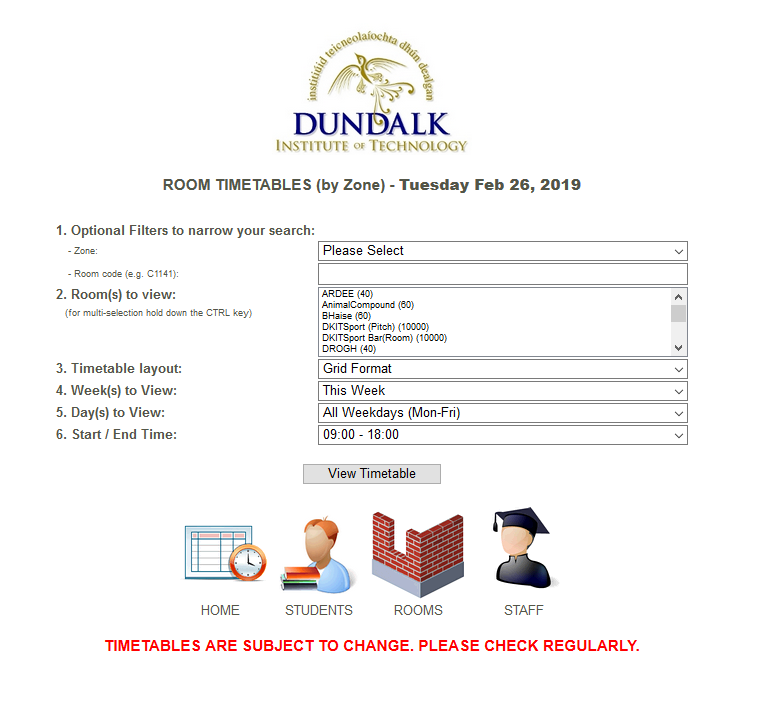 institiúid teicneolaíochta dhún dealgan
DUNDALK
INSTITUTE OF TECHNOLOGY
ROOM TIMETABLES (by Zone) - Tuesday Feb 26, 2019
1. Optional Filters to narrow your search:
- Zone: Please Select
- Room code (e.g. C1141):
2. Room(s) to view:
(for multi-selection hold down the CTRL key)
ARDEE (40)
AnimalCompound (60)
BHaise (60)
DKITSport (Pitch) (10000)
DKITSport Bar(Room) (10000)
DROGH (40)
3. Timetable layout: Grid Format
4. Week(s) to View: This Week
5. Day(s) to View: All Weekdays (Mon-Fri)
6. Start / End Time: 09:00 - 18:00
View Timetable
HOME STUDENTS ROOMS STAFF
TIMETABLES ARE SUBJECT TO CHANGE. PLEASE CHECK REGULARLY.